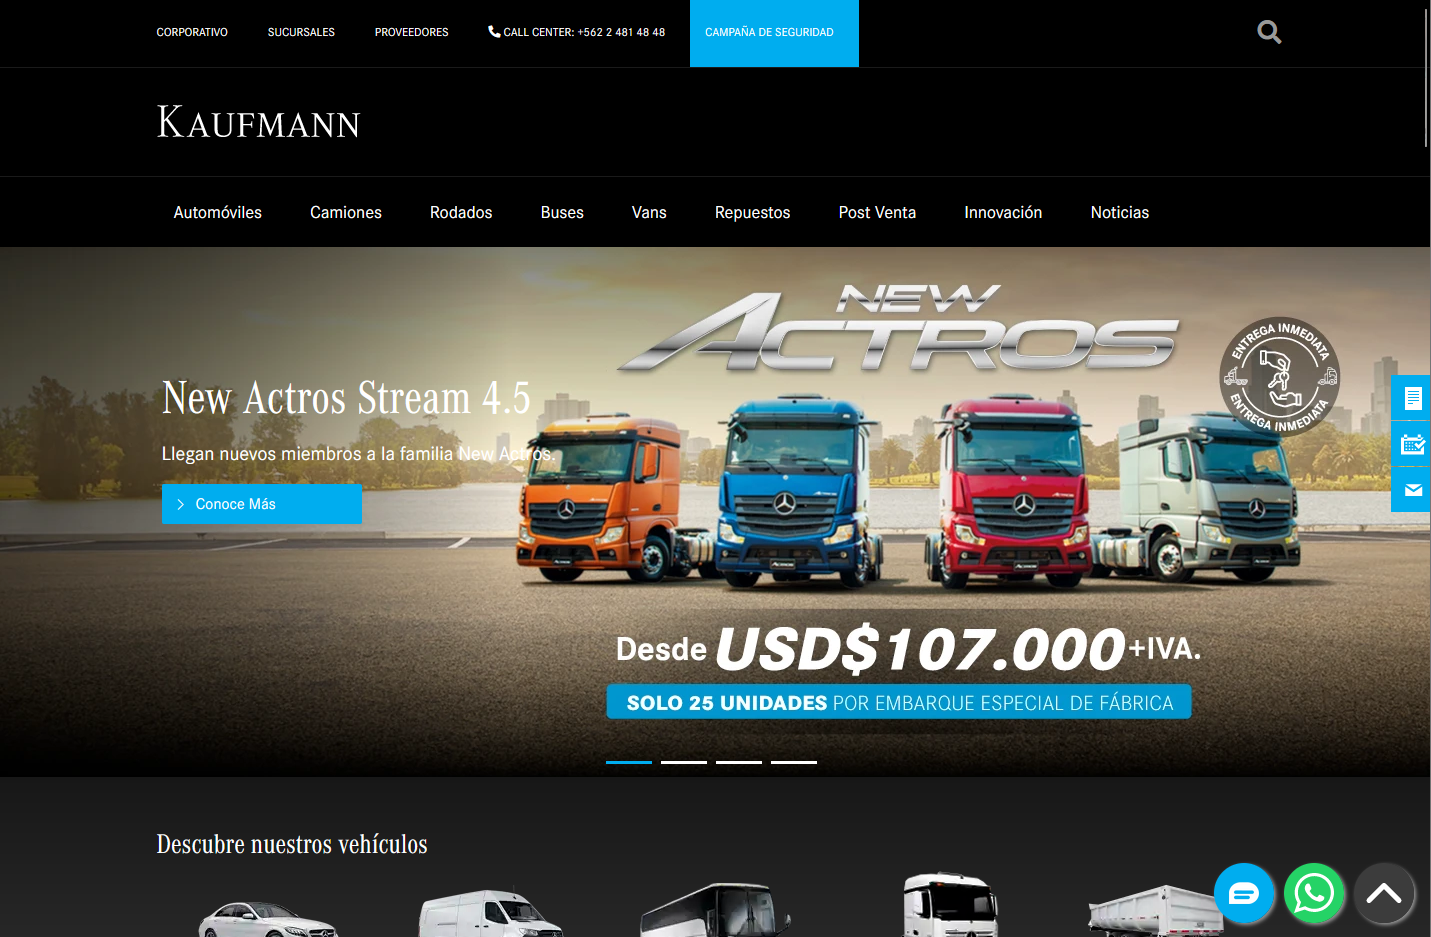 CORPORATIVO
SUCURSALES
PROVEEDORES
CALL CENTER: +562 2 481 48 48
CAMPAÑA DE SEGURIDAD
KAUFMANN
Automóviles
Camiones
Rodados
Buses
Vans
Repuestos
Post Venta
Innovación
Noticias
NEW
ACTROS
ENTREGA INMEDIATA
ENTREGA INMEDIATA
New Actros Stream 4.5
Llegan nuevos miembros a la familia New Actros.
Conoce Más
Desde USD$107.000+IVA.
SOLO 25 UNIDADES POR EMBARQUE ESPECIAL DE FÁBRICA
Descubre nuestros vehículos